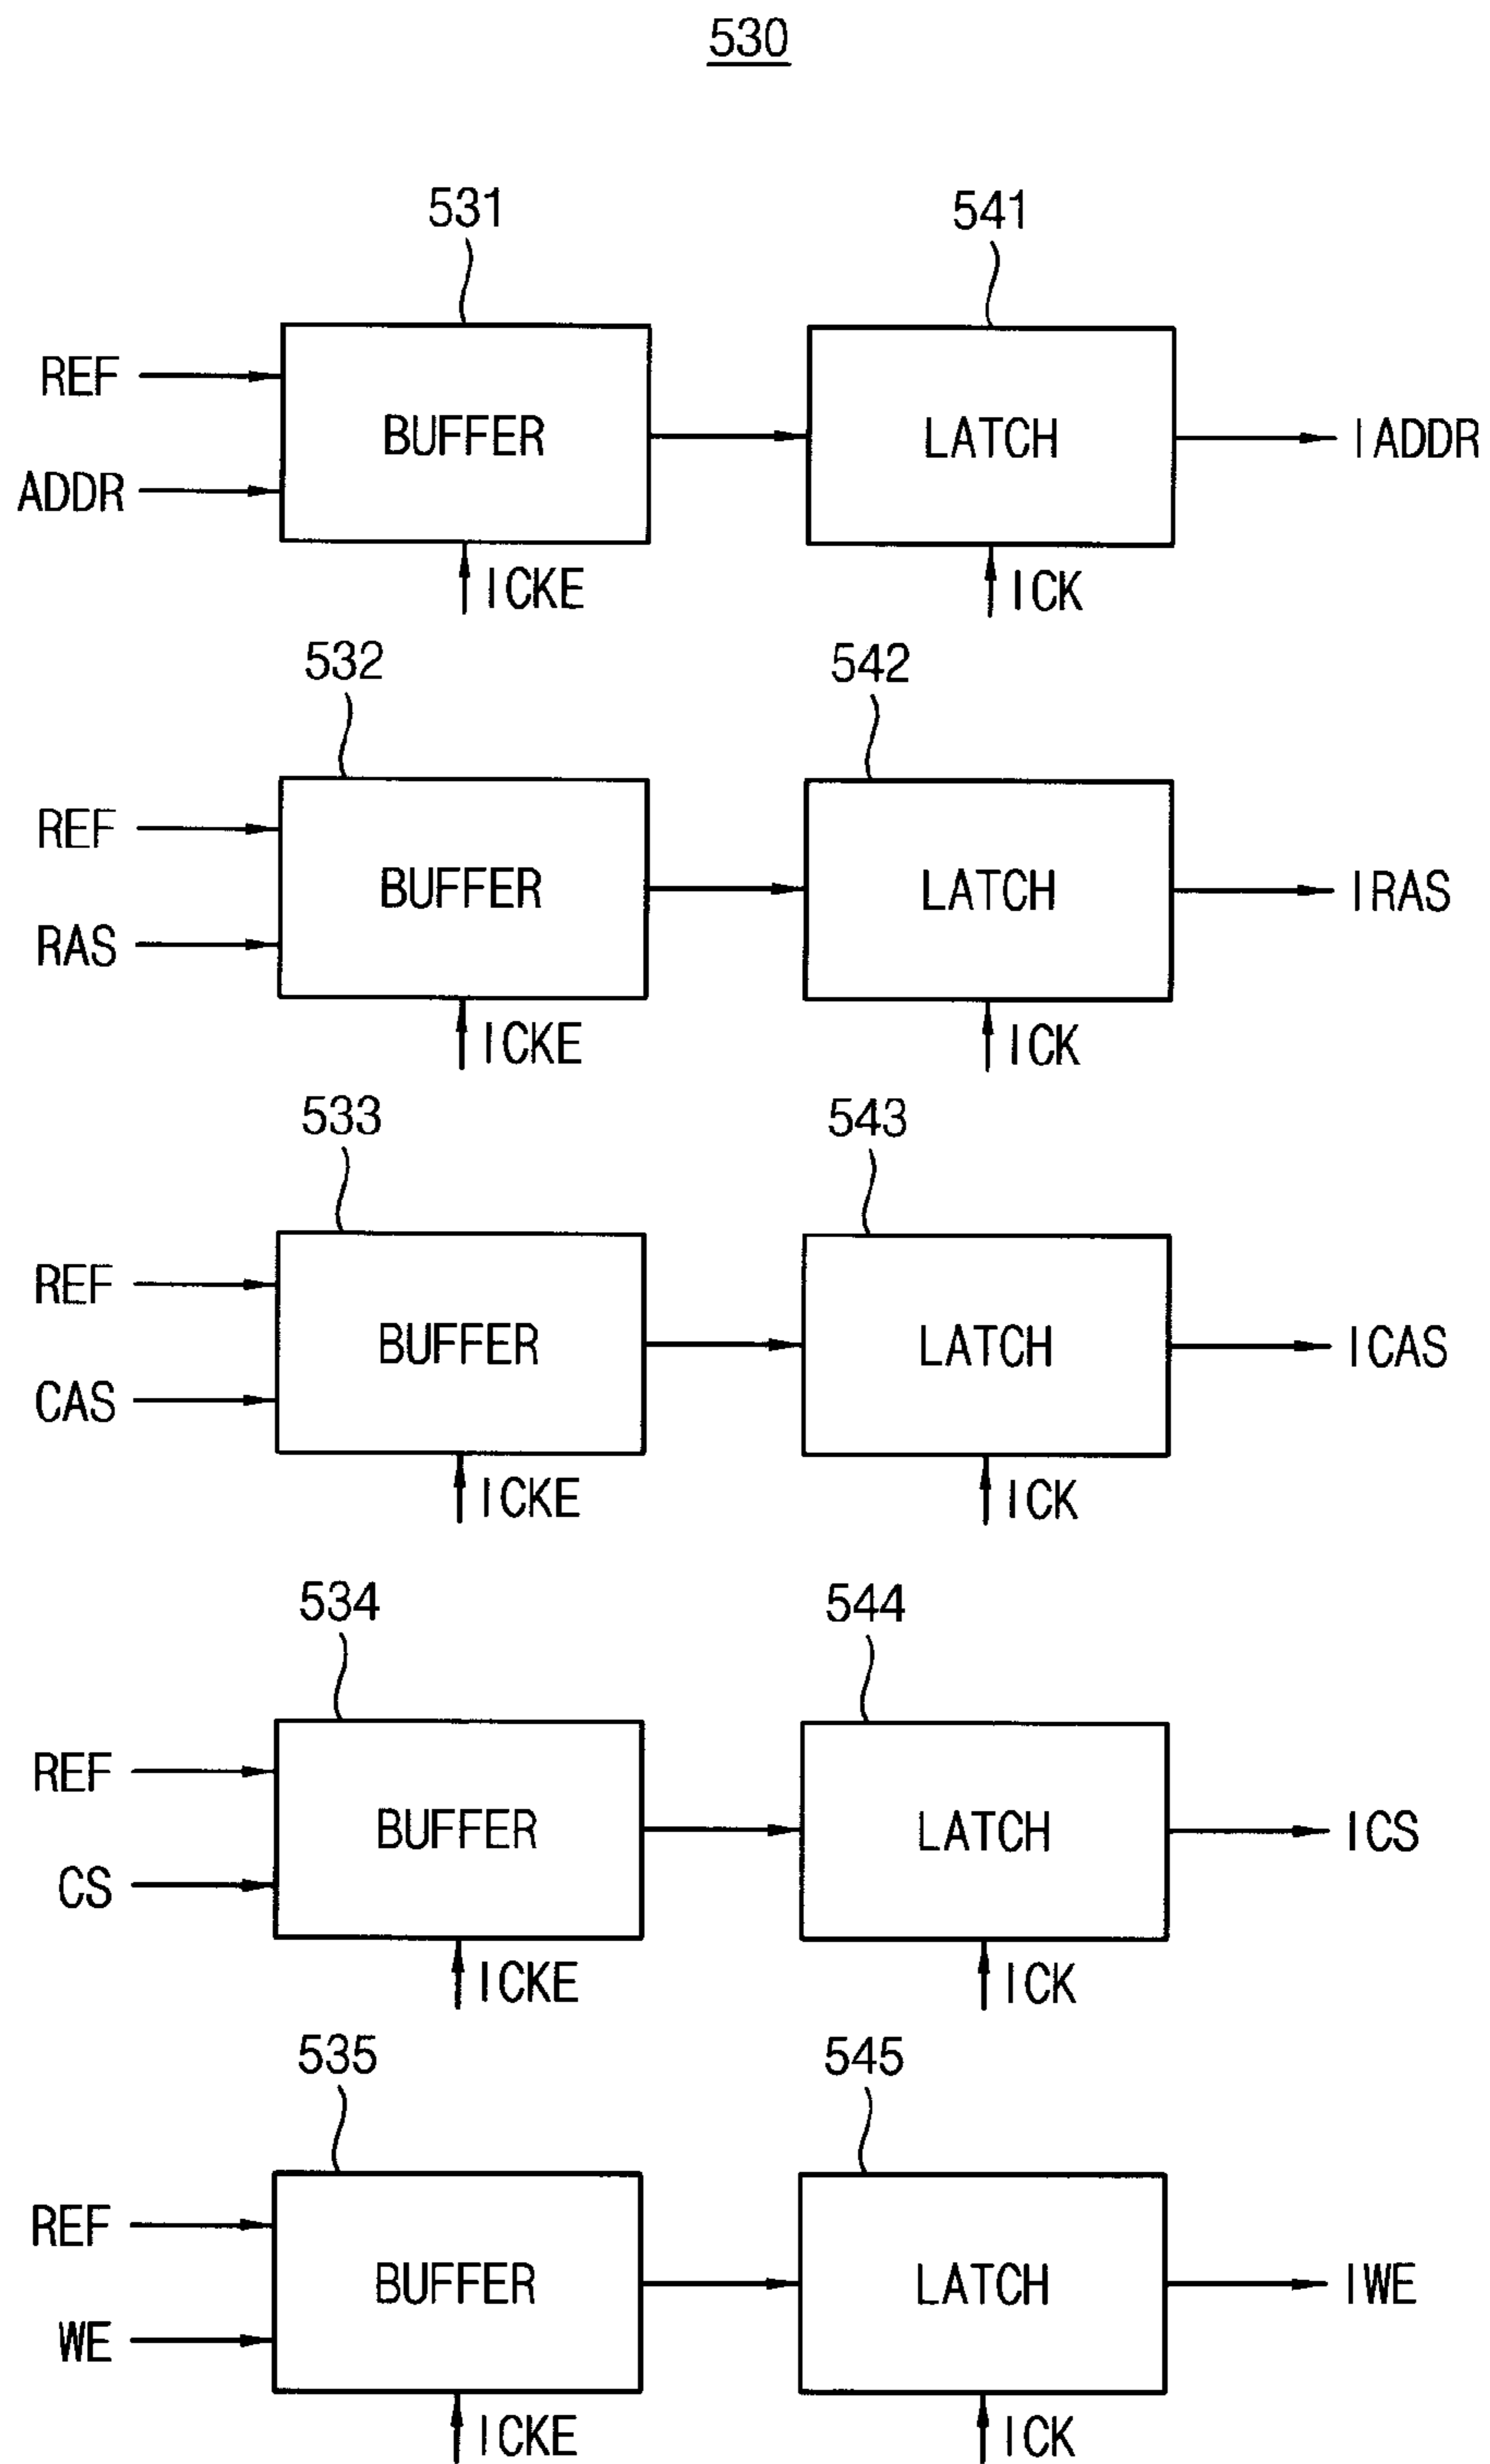 530
531 541
REF
BUFFER LATCH IADDR
ADDR
ICKE ICK
532 542
REF
BUFFER LATCH IRAS
RAS
ICKE ICK
533 543
REF
BUFFER LATCH ICAS
CAS
ICKE ICK
534 544
REF
BUFFER LATCH ICS
CS
ICKE ICK
535 545
REF
BUFFER LATCH IWE
WE
ICKE ICK